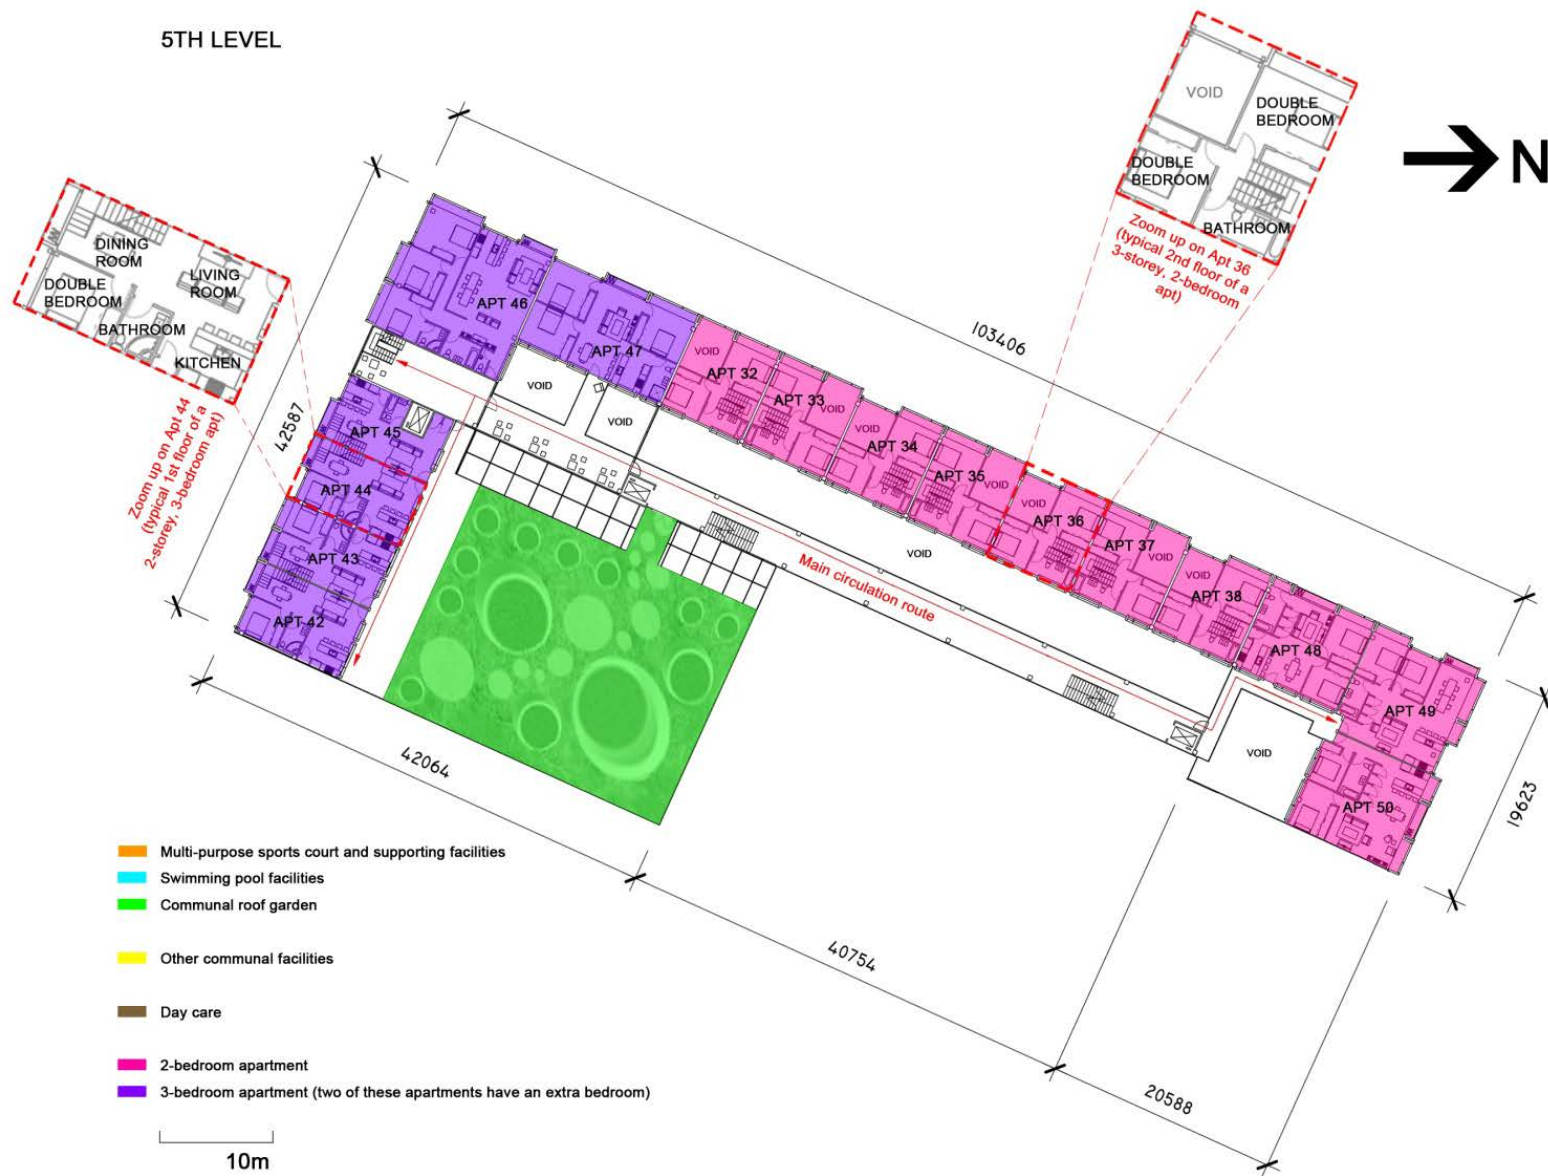 5TH LEVEL
VOID
DOUBLE
BEDROOM
DOUBLE
BEDROOM
BATHROOM
N
Zoom up on Apt 36
(typical 2nd floor of a
3-storey, 2-bedroom
apt)
DINING
ROOM
LIVING
ROOM
DOUBLE
BEDROOM
BATHROOM
KITCHEN
Zoom up on Apt 44
(typical 1st floor of a
2-storey, 3-bedroom apt)
42587
103406
APT 46
APT 47
VOID
APT 32
APT 33
VOID
VOID
VOID
APT 34
VOID
APT 35
VOID
VOID
APT 36
APT 37
VOID
VOID
APT 38
APT 48
APT 49
APT 50
APT 45
APT 44
APT 43
APT 42
VOID
Main circulation route
VOID
42064
40754
20588
19623
Multi-purpose sports court and supporting facilities
Swimming pool facilities
Communal roof garden
Other communal facilities
Day care
2-bedroom apartment
3-bedroom apartment (two of these apartments have an extra bedroom)
10m